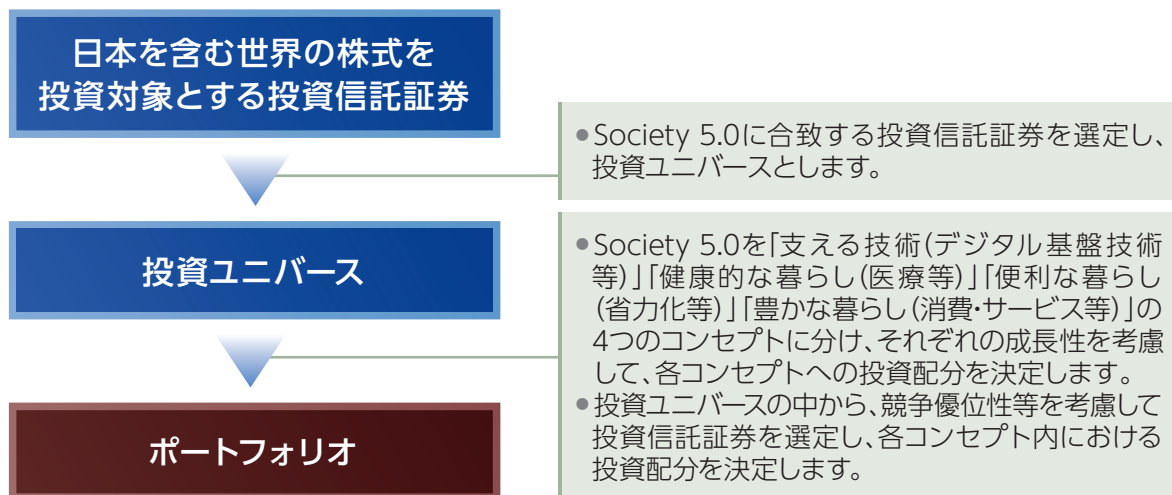 日本を含む世界の株式を
投資対象とする投資信託証券
●Society 5.0に合致する投資信託証券を選定し、
投資ユニバースとします。
投資ユニバース
●Society 5.0を｢支える技術(デジタル基盤技術
等)｣｢健康的な暮らし(医療等)｣｢便利な暮らし
(省力化等)｣｢豊かな暮らし(消費・サービス等)｣の
4つのコンセプトに分け、それぞれの成長性を考慮
して、各コンセプトへの投資配分を決定します。
●投資ユニバースの中から、競争優位性等を考慮して
投資信託証券を選定し、各コンセプト内における
投資配分を決定します。
ポートフォリオ